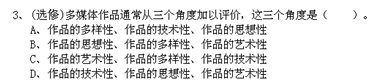 3、(选修)多媒体作品通常从三个角度加以评价，这三个角度是（　　）。
A、作品的多样性、作品的技术性、作品的思想性
B、作品的思想性、作品的多样性、作品的艺术性
C、作品的技术性、作品的多样性、作品的艺术性
D、作品的技术性、作品的思想性、作品的艺术性